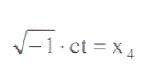 √−1 · ct = x₄